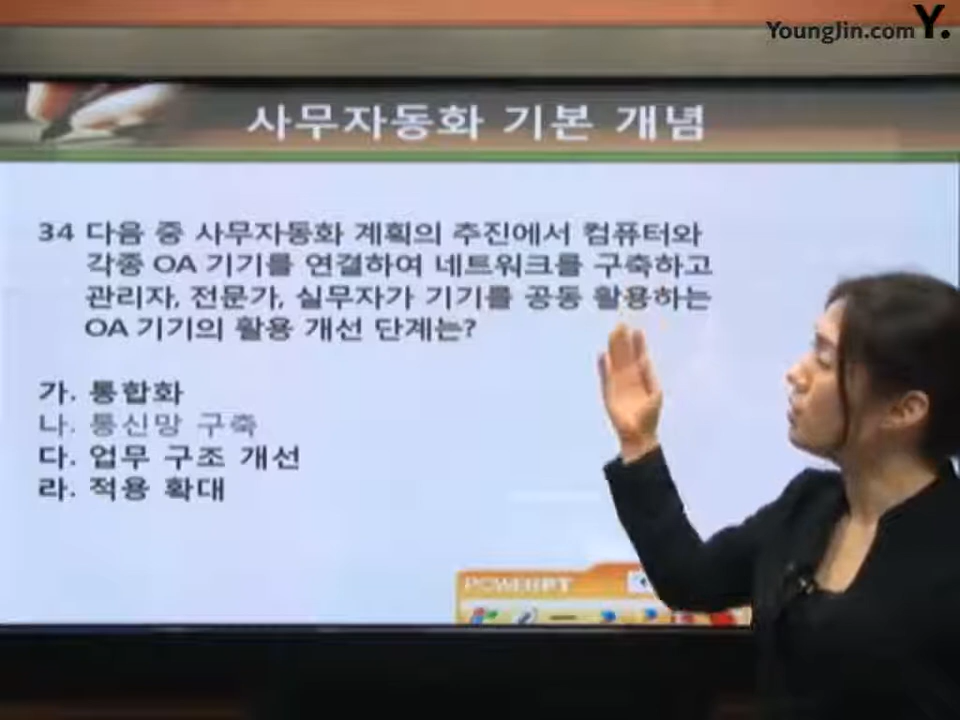 YoungJin.com Y.
사무자동화 기본 개념
34 다음 중 사무자동화 계획의 추진에서 컴퓨터와
각종 OA 기기를 연결하여 네트워크를 구축하고
관리자, 전문가, 실무자가 기기를 공동 활용하는
OA 기기의 활용 개선 단계는?
가. 통합화
나. 통신망 구축
다. 업무 구조 개선
라. 적용 확대
POWERPT